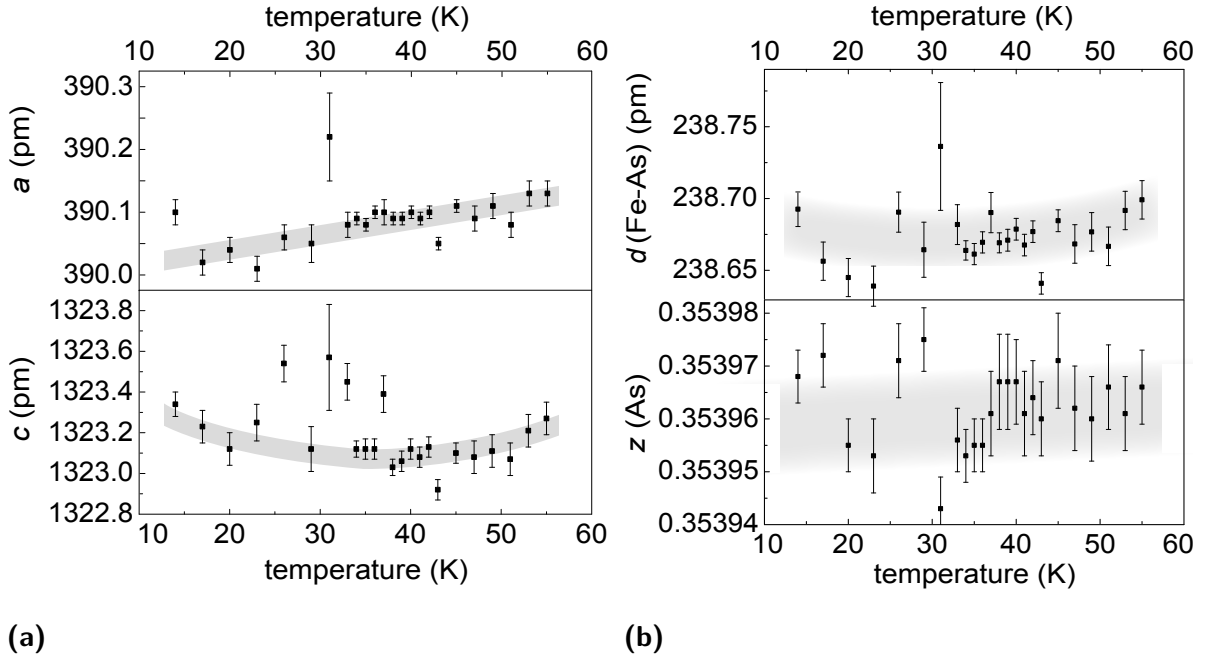 temperature (K)
10 20 30 40 50 60
390.3
390.2
390.1
390.0
a (pm)
1323.8
1323.6
1323.4
1323.2
1323.0
1322.8
c (pm)
10 20 30 40 50 60
temperature (K)
(a)
temperature (K)
10 20 30 40 50 60
238.75
238.70
238.65
d (Fe-As) (pm)
0.35398
0.35397
0.35396
0.35395
0.35394
z (As)
10 20 30 40 50 60
temperature (K)
(b)